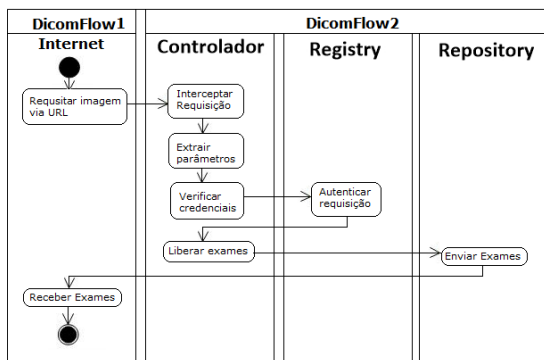 DicomFlow1
DicomFlow2
Internet
Controlador
Registry
Repository
Requsitar imagem
via URL
Interceptar
Requisição
Extrair
parâmetros
Verificar
credenciais
Autenticar
requisição
Liberar exames
Enviar Exames
Receber Exames